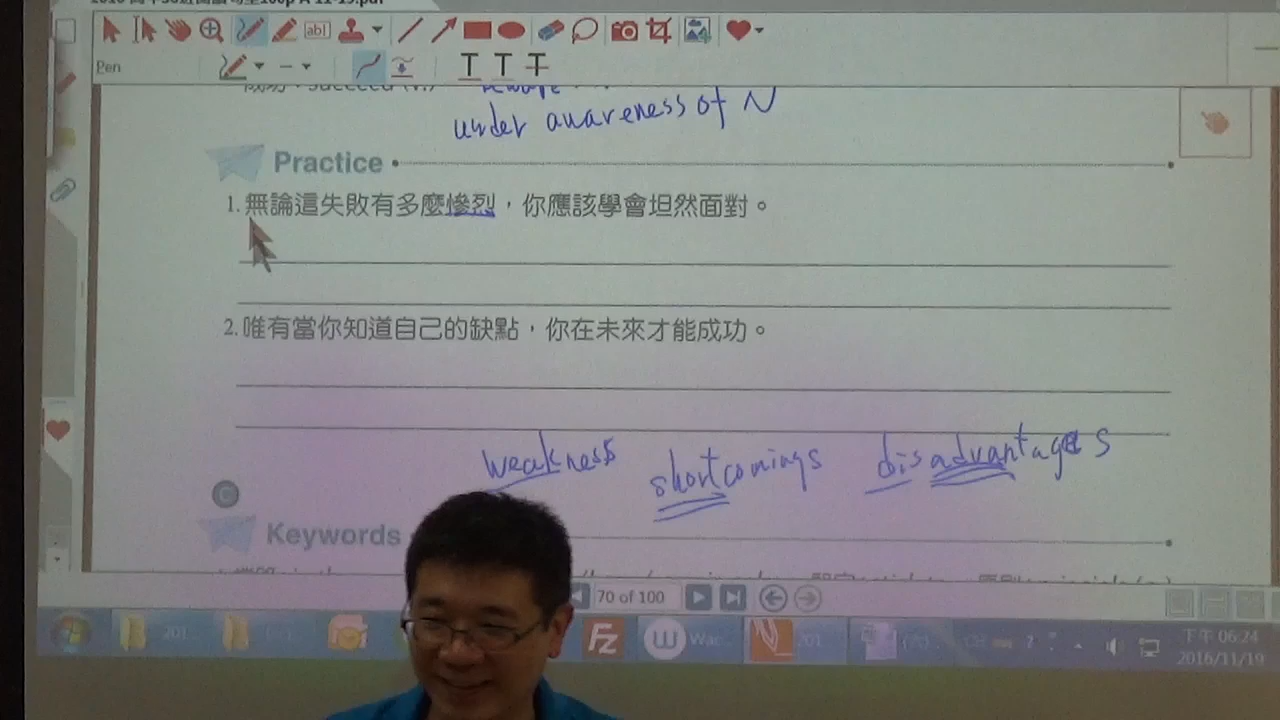 Pen
under awareness of N
Practice
1. 無論這失敗有多麼慘烈，你應該學會坦然面對。
2. 唯有當你知道自己的缺點，你在未來才能成功。
weakness shortcomings disadvantages
C
Keywords
70 of 100
下午 06:24
2016/11/19